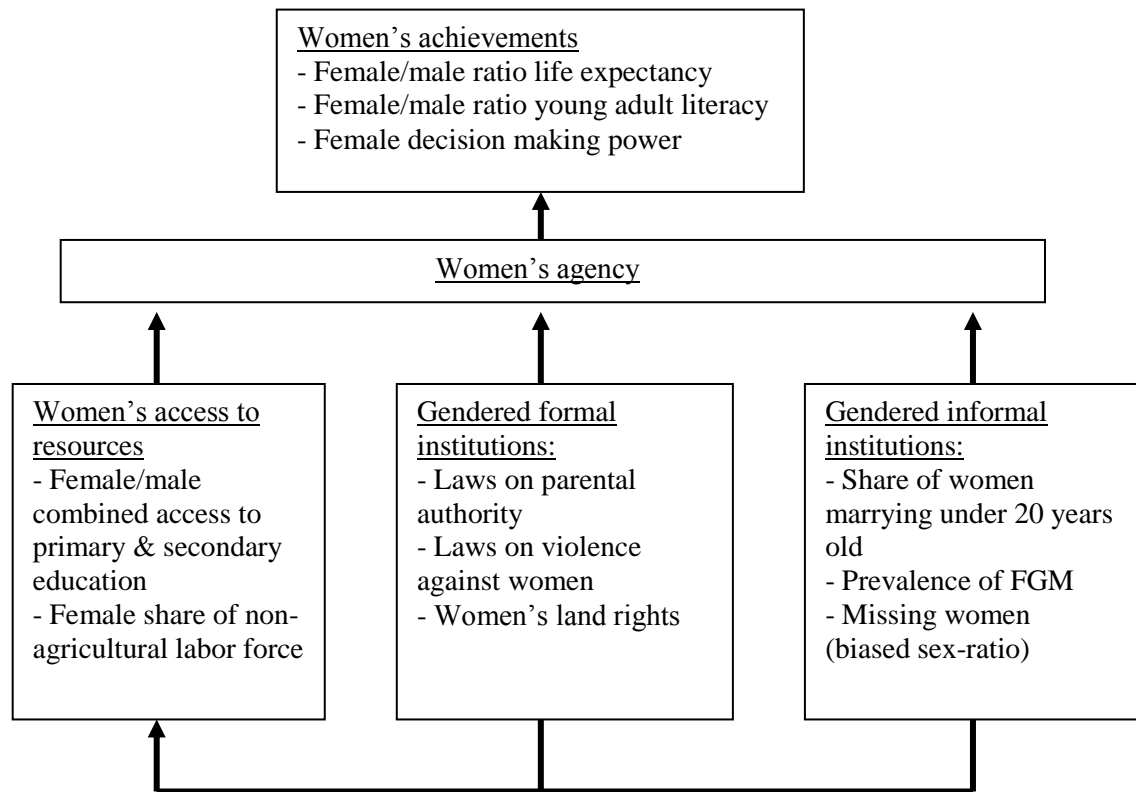 Women’s achievements
- Female/male ratio life expectancy
- Female/male ratio young adult literacy
- Female decision making power
Women’s agency
Women’s access to
resources
- Female/male
combined access to
primary & secondary
education
- Female share of non-
agricultural labor force
Gendered formal
institutions:
- Laws on parental
authority
- Laws on violence
against women
- Women’s land rights
Gendered informal
institutions:
- Share of women
marrying under 20 years
old
- Prevalence of FGM
- Missing women
(biased sex-ratio)